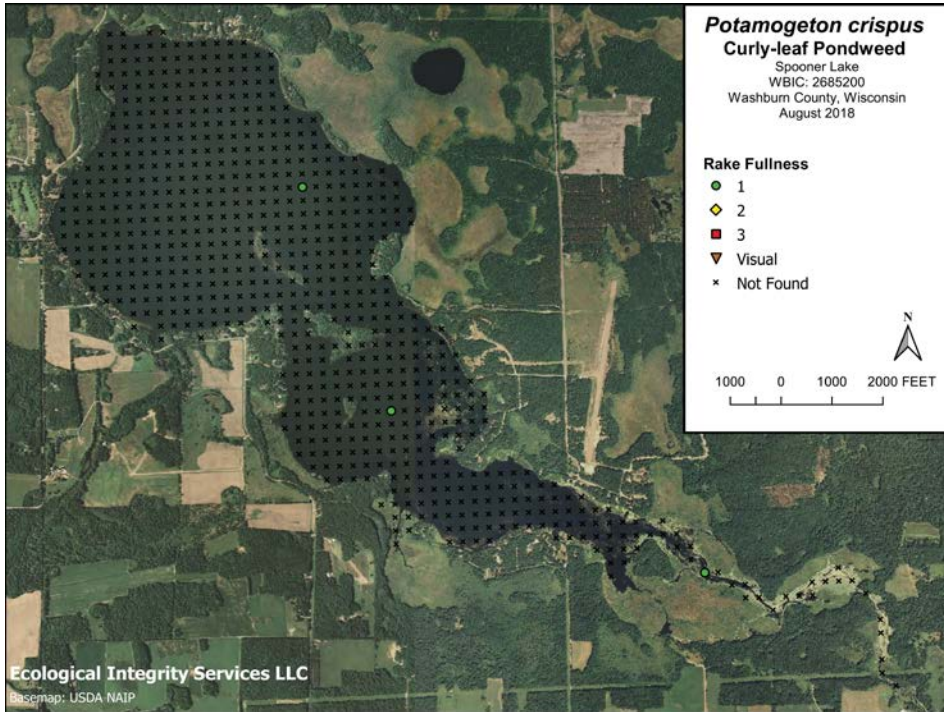 Potamogeton crispus
Curly-leaf Pondweed
Spooner Lake
WBIC: 2685200
Washburn County, Wisconsin
August 2018
Rake Fullness
1
2
3
Visual
Not Found
N
1000 0 1000 2000 FEET
Ecological Integrity Services LLC
Basemap: USDA NAIP